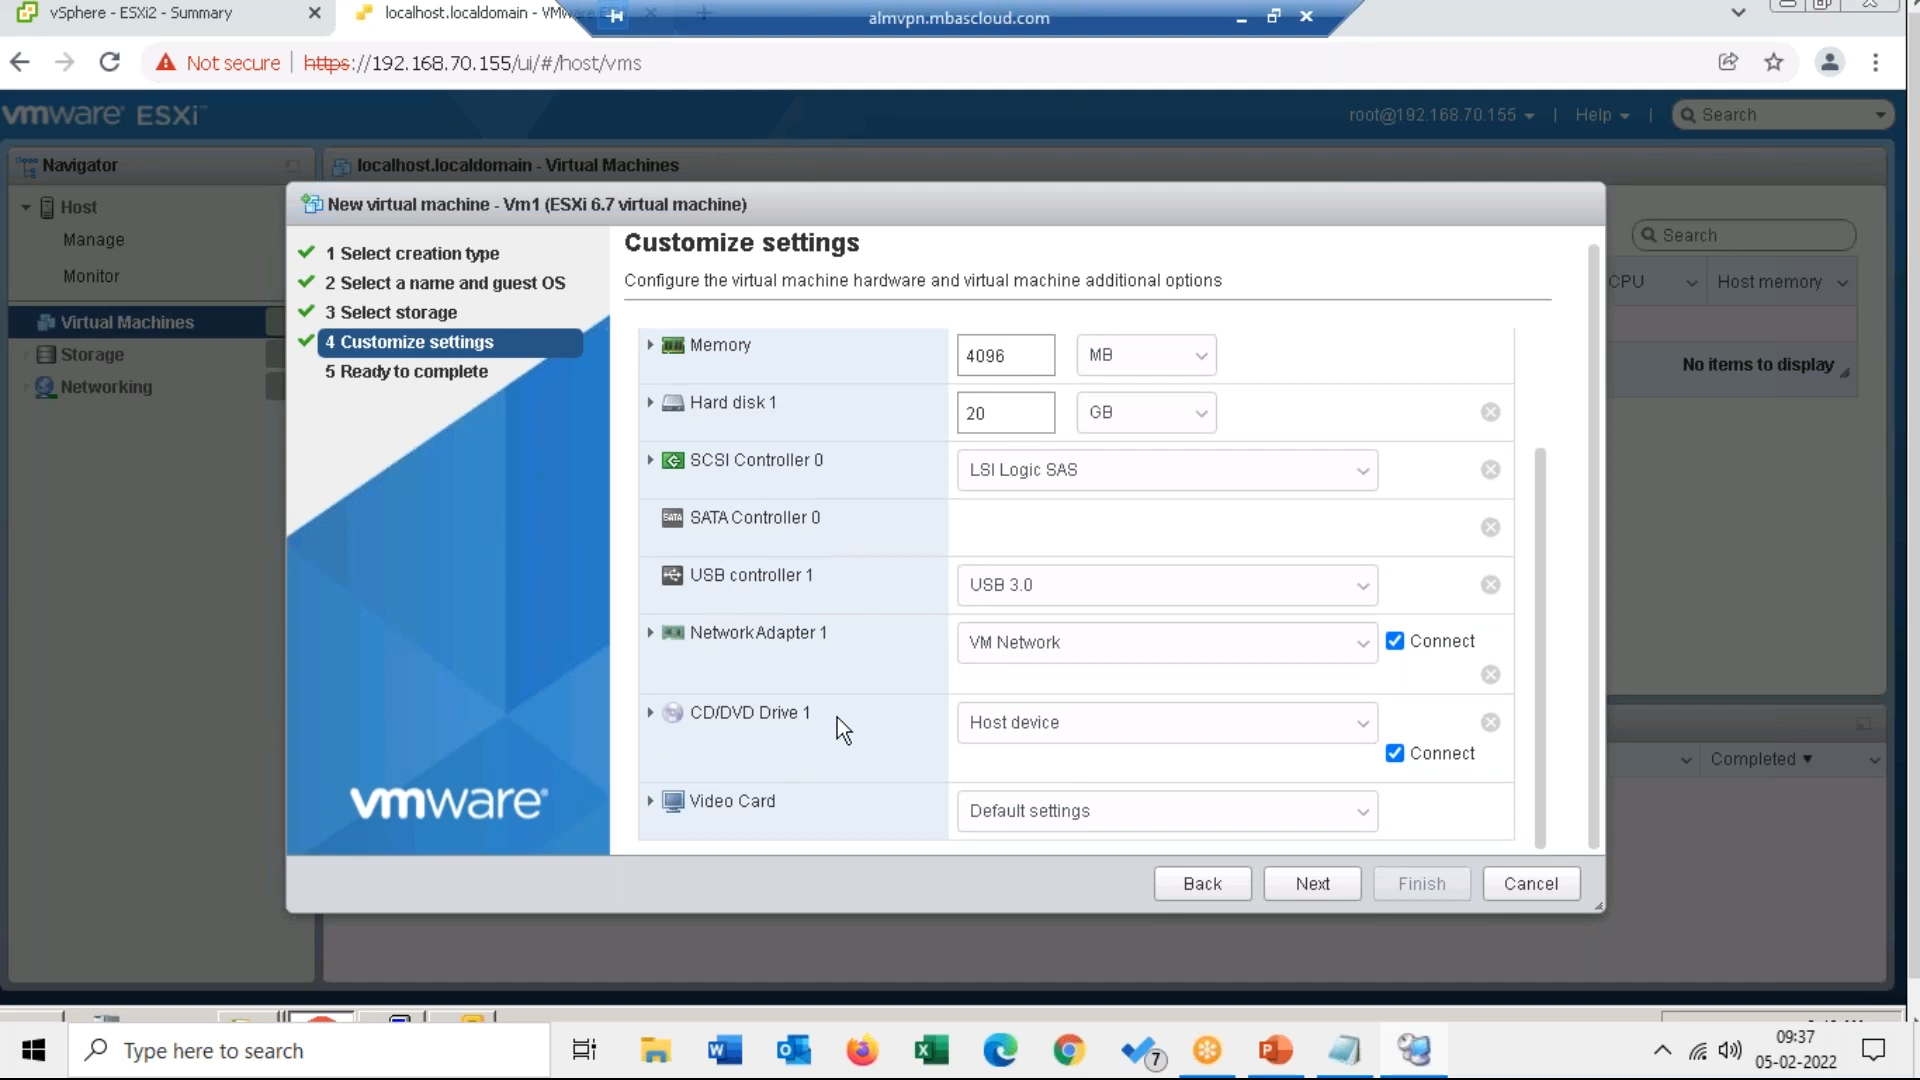 vSphere - ESXi2 - Summary
localhost.localdomain - VMw
almvpn.mbascloud.com
Not secure
https://192.168.70.155/ui/#/host/vms
vmware ESXi
root@192.168.70.155
Help
Search
Navigator
localhost.localdomain - Virtual Machines
Host
Manage
Monitor
Virtual Machines
Storage
Networking
Search
CPU
Host memory
No items to display
Completed
New virtual machine - Vm1 (ESXi 6.7 virtual machine)
1 Select creation type
2 Select a name and guest OS
3 Select storage
4 Customize settings
5 Ready to complete
vmware
Customize settings
Configure the virtual machine hardware and virtual machine additional options
Memory
4096
MB
Hard disk 1
20
GB
SCSI Controller 0
LSI Logic SAS
SATA
SATA Controller 0
USB controller 1
USB 3.0
Network Adapter 1
VM Network
Connect
CD/DVD Drive 1
Host device
Connect
Video Card
Default settings
Back
Next
Finish
Cancel
Type here to search
7
09:37
05-02-2022